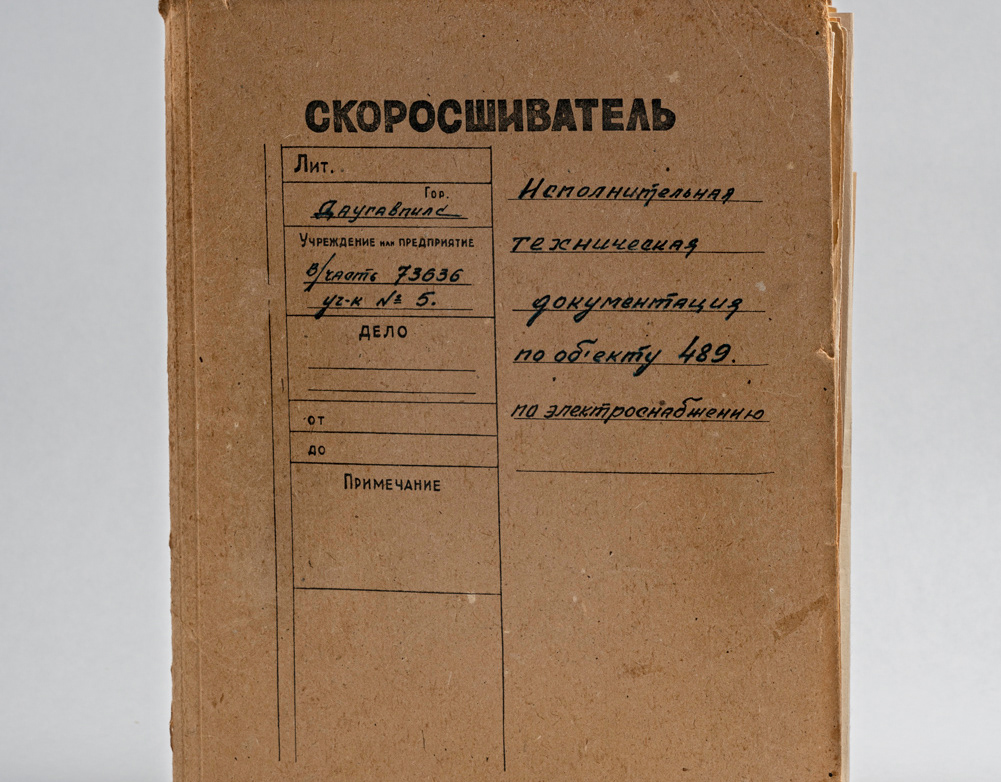 СКОРОСШИВАТЕЛЬ
Лит.
Гор.
Даугавпилс
Учреждение или предприятие
В/часть 73636
уч-к № 5.
ДЕЛО
от
до
Примечание
Исполнительная
техническая
документация
по об'екту 489.
по электроснабжению